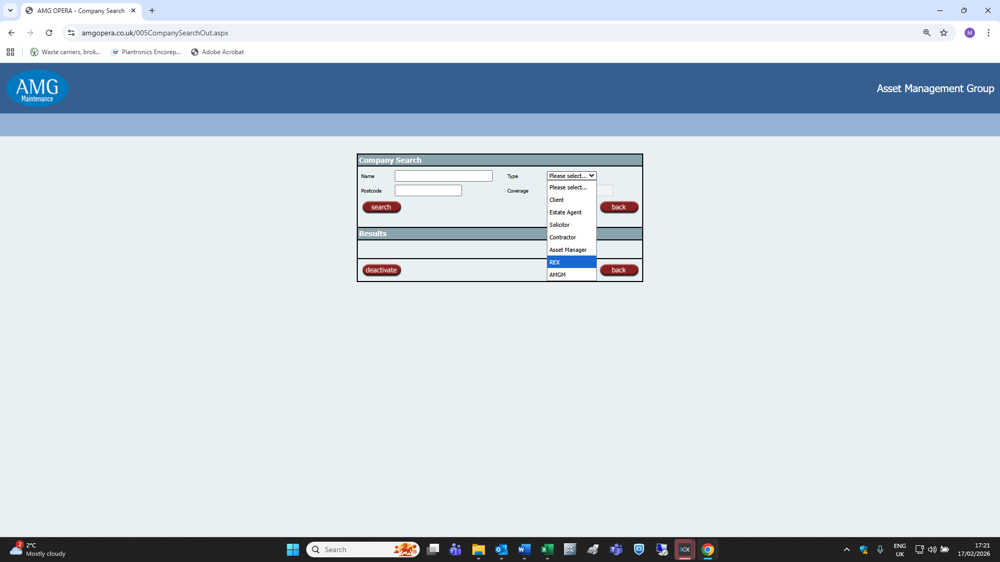 AMG OPERA - Company Search
amgopera.co.uk/005CompanySearchOut.aspx
M
Waste carriers, brok...
Plantronics Encorep...
Adobe Acrobat
AMG
Maintenance
Asset Management Group
Company Search
Name
Type
Please select...
Please select...
Postcode
Coverage
Client
search
back
Estate Agent
Solicitor
Results
Contractor
Asset Manager
REX
deactivate
back
AMGM
2
2°C
Mostly cloudy
Search
3CX
ENG
UK
17:21
17/02/2026